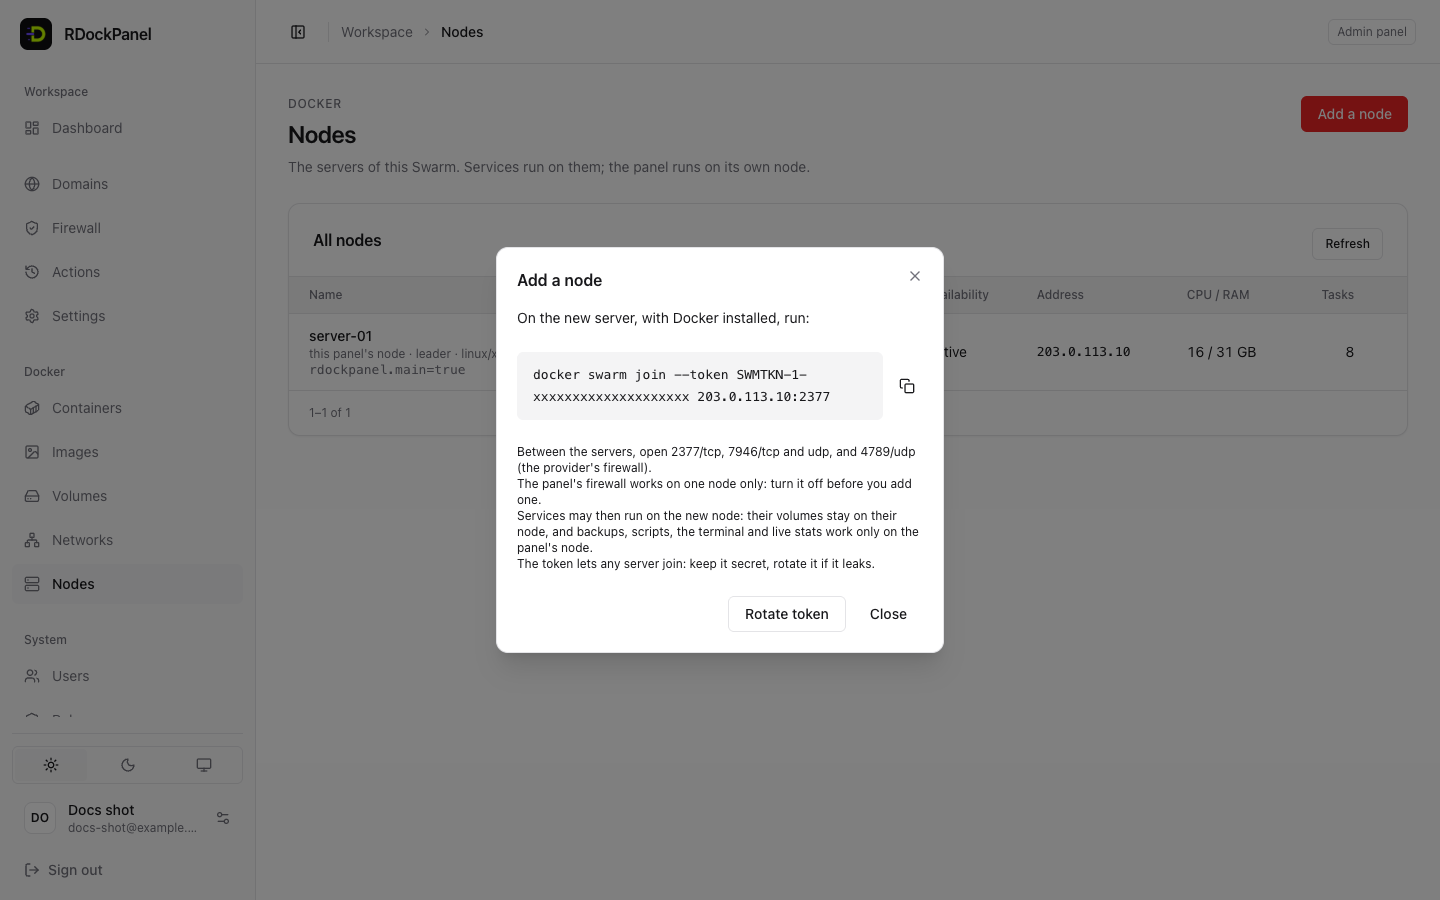 RDockPanel
Workspace
Dashboard
Domains
Firewall
Actions
Settings
Docker
Containers
Images
Volumes
Networks
Nodes
System
Users
DO
Docs shot
docs-shot@example....
Sign out
Workspace > Nodes
Admin panel
DOCKER
Nodes
The servers of this Swarm. Services run on them; the panel runs on its own node.
Add a node
All nodes
Refresh
Name
ailability
Address
CPU / RAM
Tasks
server-01
this panel's node · leader · linux/x
rdockpanel.main=true
tive
203.0.113.10
16 / 31 GB
8
1–1 of 1
Add a node
On the new server, with Docker installed, run:
docker swarm join --token SWMTKN-1-
xxxxxxxxxxxxxxxxxxxx 203.0.113.10:2377
Between the servers, open 2377/tcp, 7946/tcp and udp, and 4789/udp
(the provider's firewall).
The panel's firewall works on one node only: turn it off before you add
one.
Services may then run on the new node: their volumes stay on their
node, and backups, scripts, the terminal and live stats work only on the
panel's node.
The token lets any server join: keep it secret, rotate it if it leaks.
Rotate token
Close